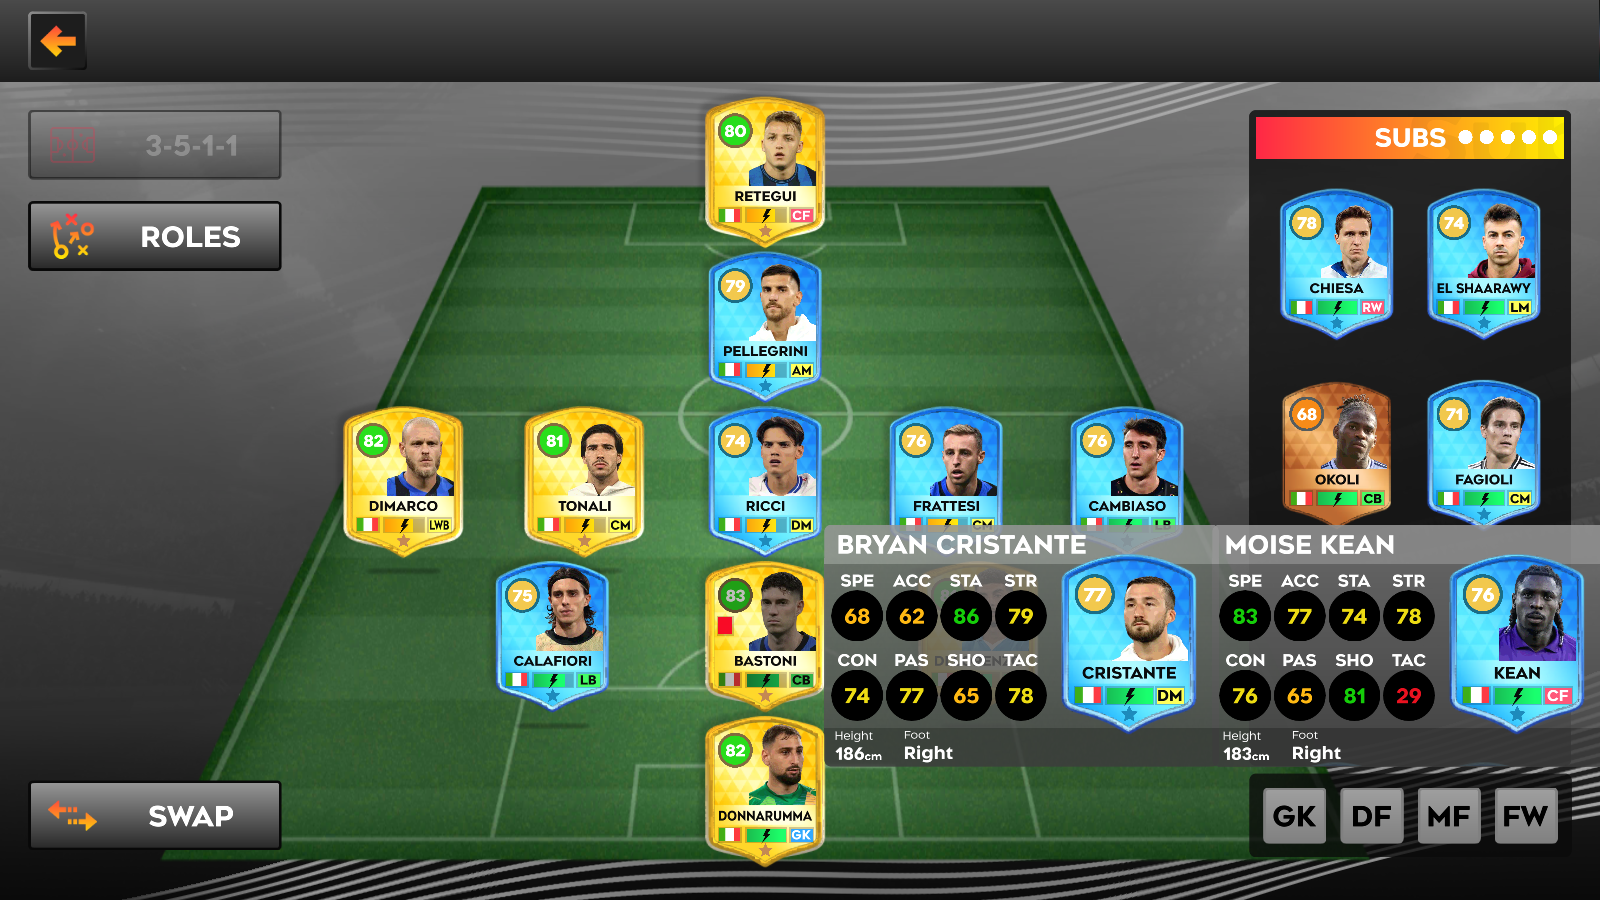 3-5-1-1
ROLES
SWAP
80
RETEGUI
CF
79
PELLEGRINI
AM
82
DIMARCO
LWB
81
TONALI
CM
74
RICCI
DM
76
FRATTESI
CM
76
CAMBIASO
LB
75
CALAFIORI
LB
83
BASTONI
CB
82
DONNARUMMA
GK
SUBS
78
CHIESA
RW
74
EL SHAARAWY
LM
68
OKOLI
CB
71
FAGIOLI
CM
BRYAN CRISTANTE
SPE ACC STA STR
68 62 86 79
CON PAS SHO TAC
74 77 65 78
Height Foot
186cm Right
77
CRISTANTE
DM
MOISE KEAN
SPE ACC STA STR
83 77 74 78
CON PAS SHO TAC
76 65 81 29
Height Foot
183cm Right
76
KEAN
CF
GK DF MF FW